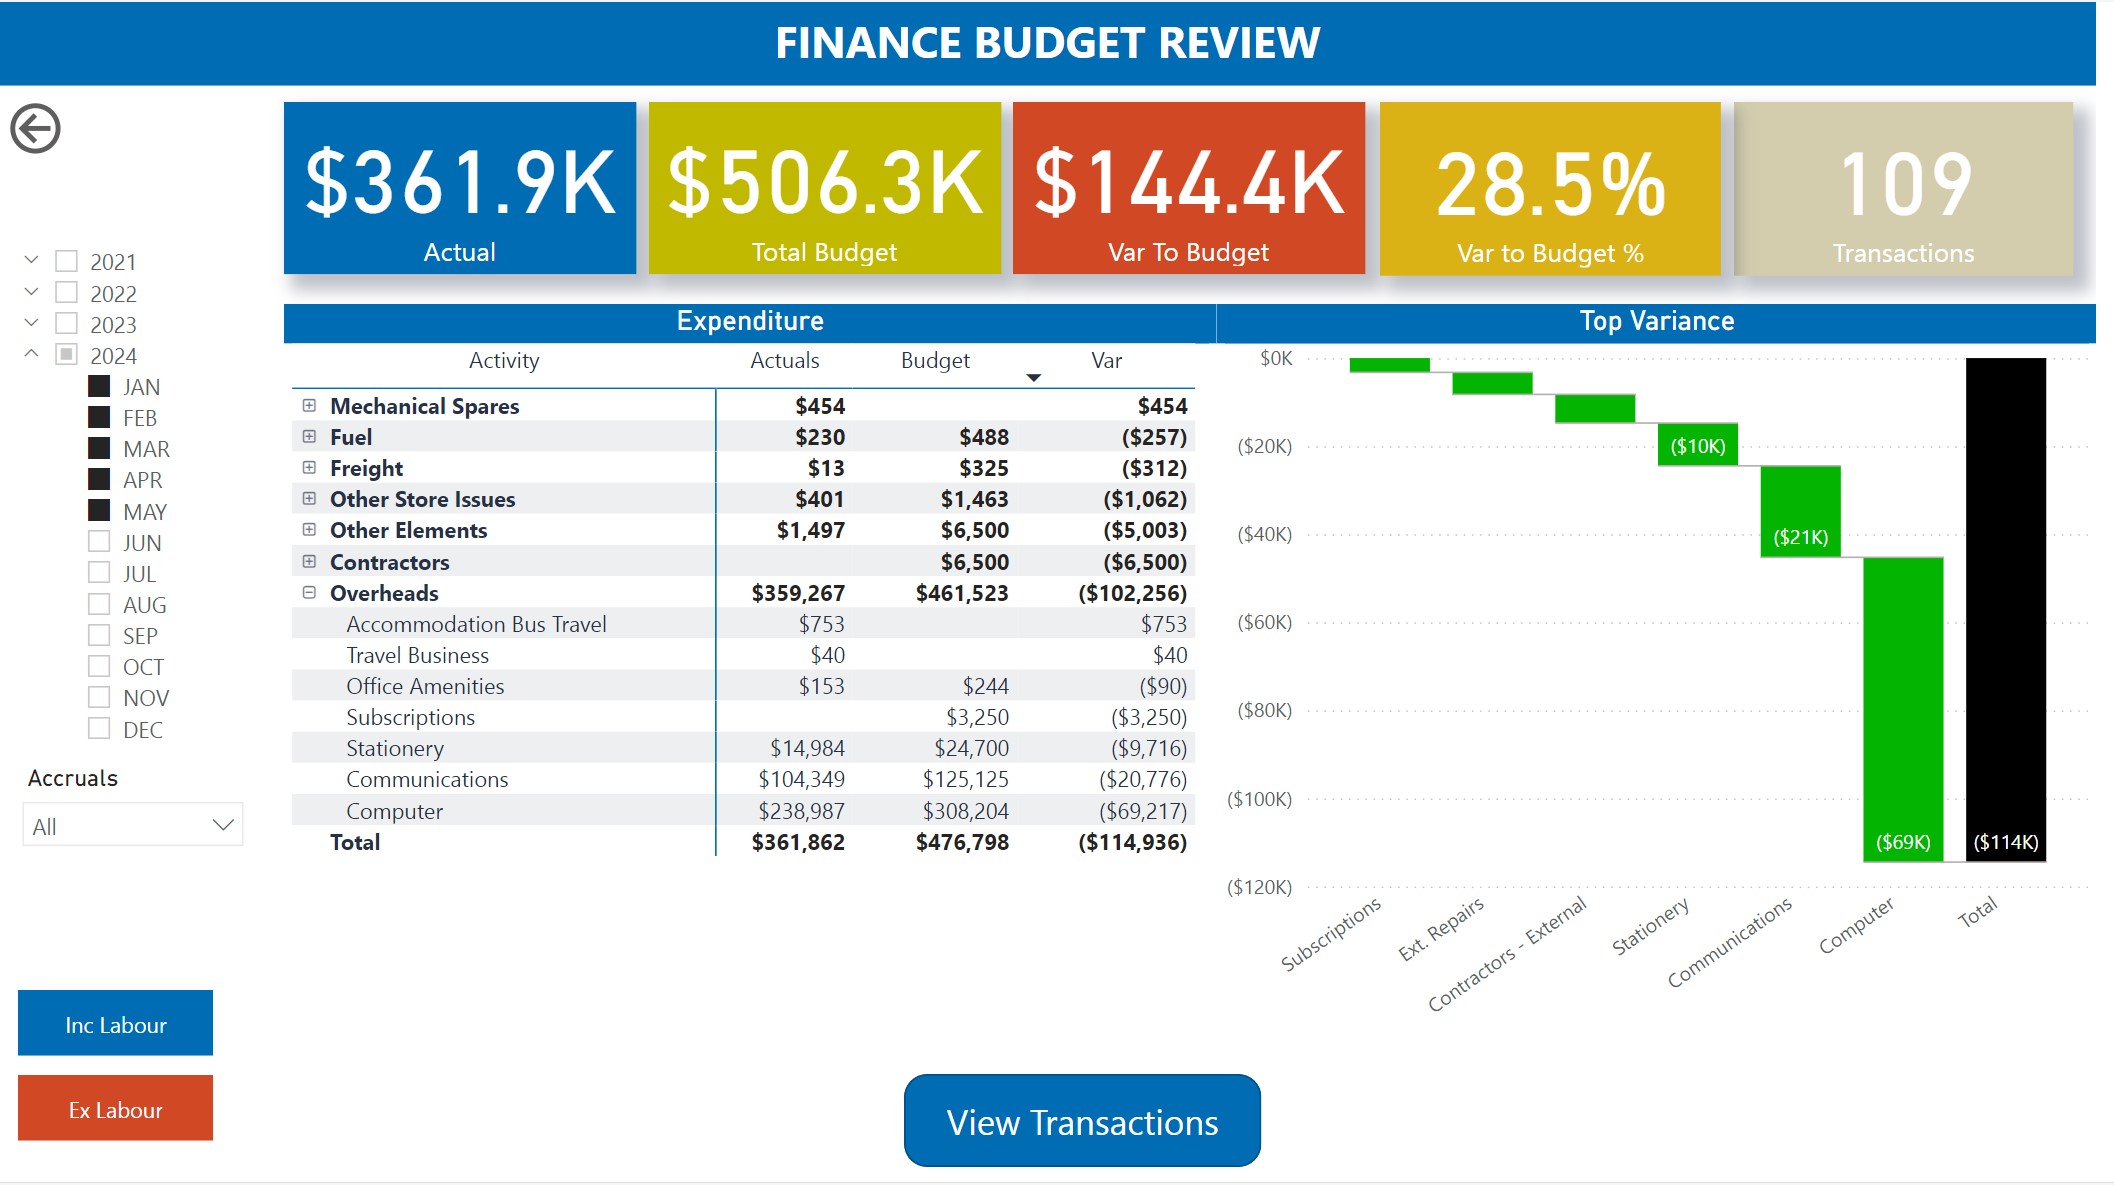 FINANCE BUDGET REVIEW
$361.9K
Actual
$506.3K
Total Budget
$144.4K
Var To Budget
28.5%
Var to Budget %
109
Transactions
2021
2022
2023
2024
JAN
FEB
MAR
APR
MAY
JUN
JUL
AUG
SEP
OCT
NOV
DEC
Accruals
All
Inc Labour
Ex Labour
Expenditure
Activity Actuals Budget Var
Mechanical Spares $454 $454
Fuel $230 $488 ($257)
Freight $13 $325 ($312)
Other Store Issues $401 $1,463 ($1,062)
Other Elements $1,497 $6,500 ($5,003)
Contractors $6,500 ($6,500)
Overheads $359,267 $461,523 ($102,256)
Accommodation Bus Travel $753 $753
Travel Business $40 $40
Office Amenities $153 $244 ($90)
Subscriptions $3,250 ($3,250)
Stationery $14,984 $24,700 ($9,716)
Communications $104,349 $125,125 ($20,776)
Computer $238,987 $308,204 ($69,217)
Total $361,862 $476,798 ($114,936)
Top Variance
$0K
($20K)
($40K)
($60K)
($80K)
($100K)
($120K)
($10K)
($21K)
($69K)
($114K)
Subscriptions
Ext. Repairs
Contractors - External
Stationery
Communications
Computer
Total
View Transactions